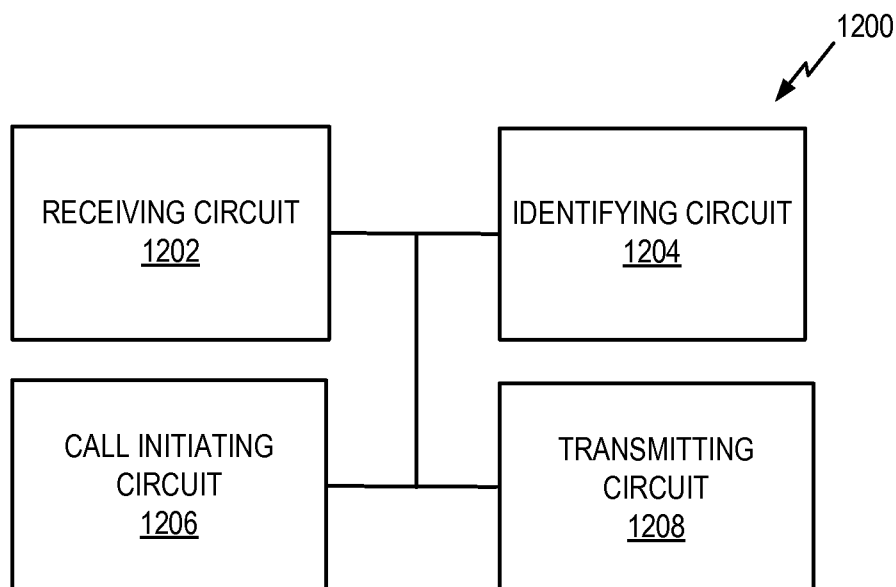 1200
RECEIVING CIRCUIT
1202
IDENTIFYING CIRCUIT
1204
CALL INITIATING
CIRCUIT
1206
TRANSMITTING
CIRCUIT
1208